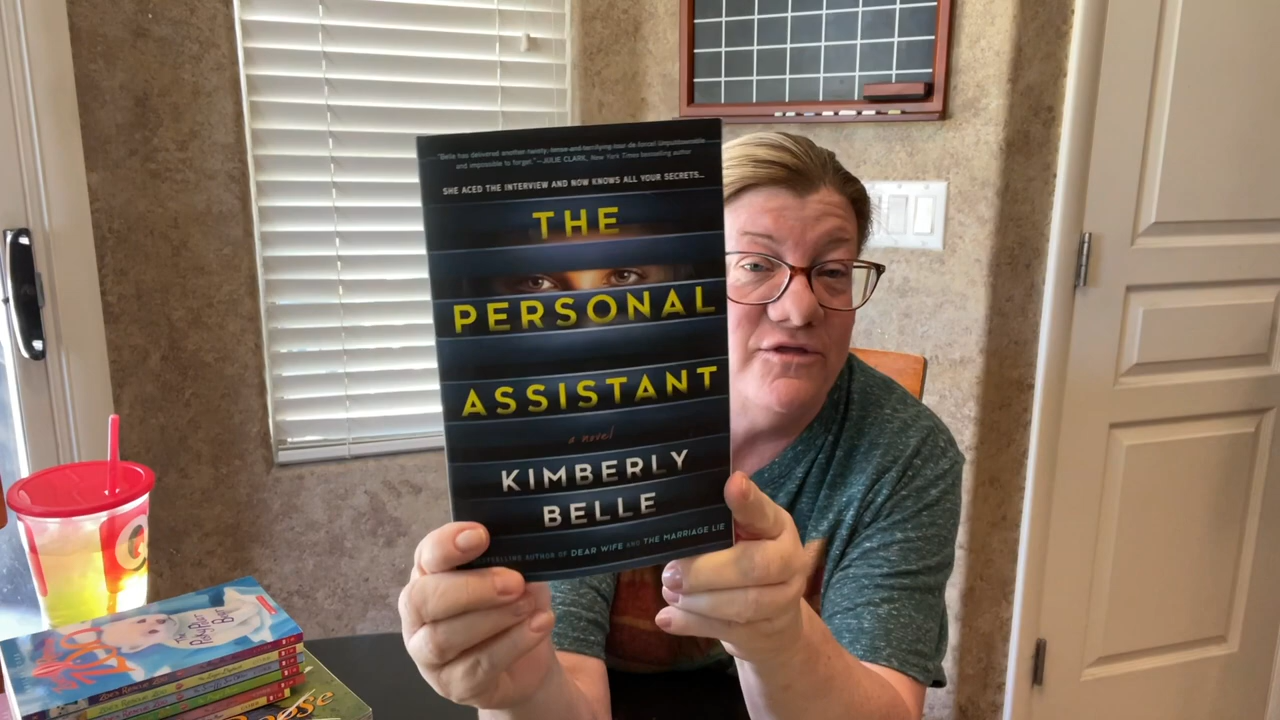 "Belle has delivered another twisty, tense and terrifying tour de force! Unputdownable
and impossible to forget."—JULIE CLARK, New York Times bestselling author
SHE ACED THE INTERVIEW AND NOW KNOWS ALL YOUR SECRETS...
THE
PERSONAL
ASSISTANT
a novel
KIMBERLY
BELLE
BESTSELLING AUTHOR OF DEAR WIFE AND THE MARRIAGE LIE
Q
The